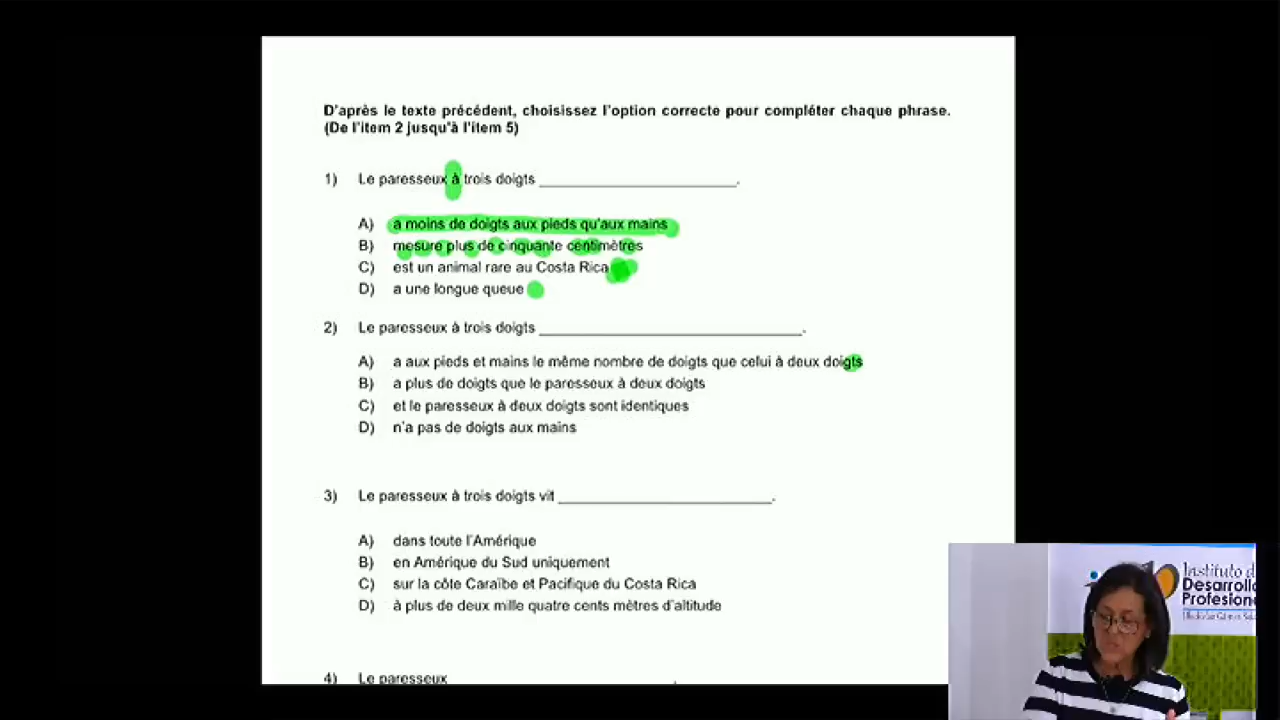 D'après le texte précédent, choisissez l'option correcte pour compléter chaque phrase.
(De l'item 2 jusqu'à l'item 5)
1) Le paresseux à trois doigts ________________________.
A) a moins de doigts aux pieds qu'aux mains
B) mesure plus de cinquante centimètres
C) est un animal rare au Costa Rica
D) a une longue queue
2) Le paresseux à trois doigts ________________________________.
A) a aux pieds et mains le même nombre de doigts que celui à deux doigts
B) a plus de doigts que le paresseux à deux doigts
C) et le paresseux à deux doigts sont identiques
D) n'a pas de doigts aux mains
3) Le paresseux à trois doigts vit __________________________.
A) dans toute l'Amérique
B) en Amérique du Sud uniquement
C) sur la côte Caraïbe et Pacifique du Costa Rica
D) à plus de deux mille quatre cents mètres d'altitude
4) Le paresseux
Instituto d
Desarrollo
Profesion